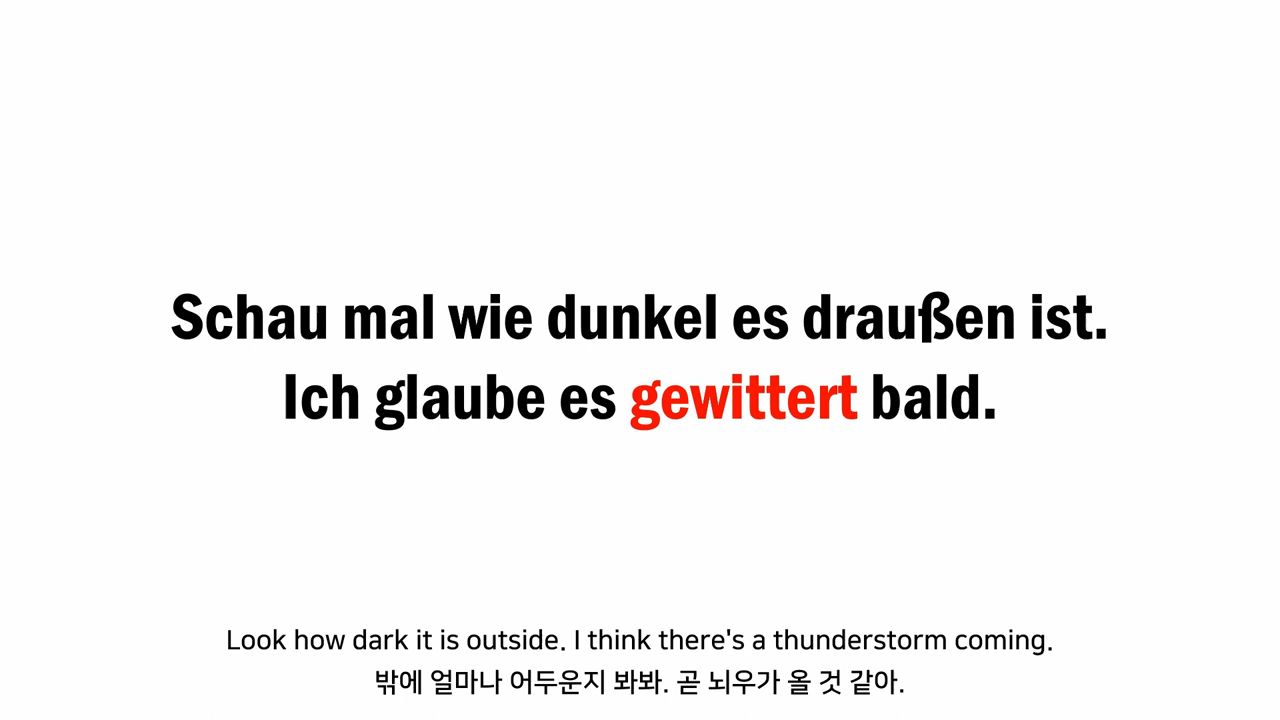 Schau mal wie dunkel es draußen ist.
Ich glaube es gewittert bald.
Look how dark it is outside. I think there's a thunderstorm coming.
밖에 얼마나 어두운지 봐봐. 곧 뇌우가 올 것 같아.